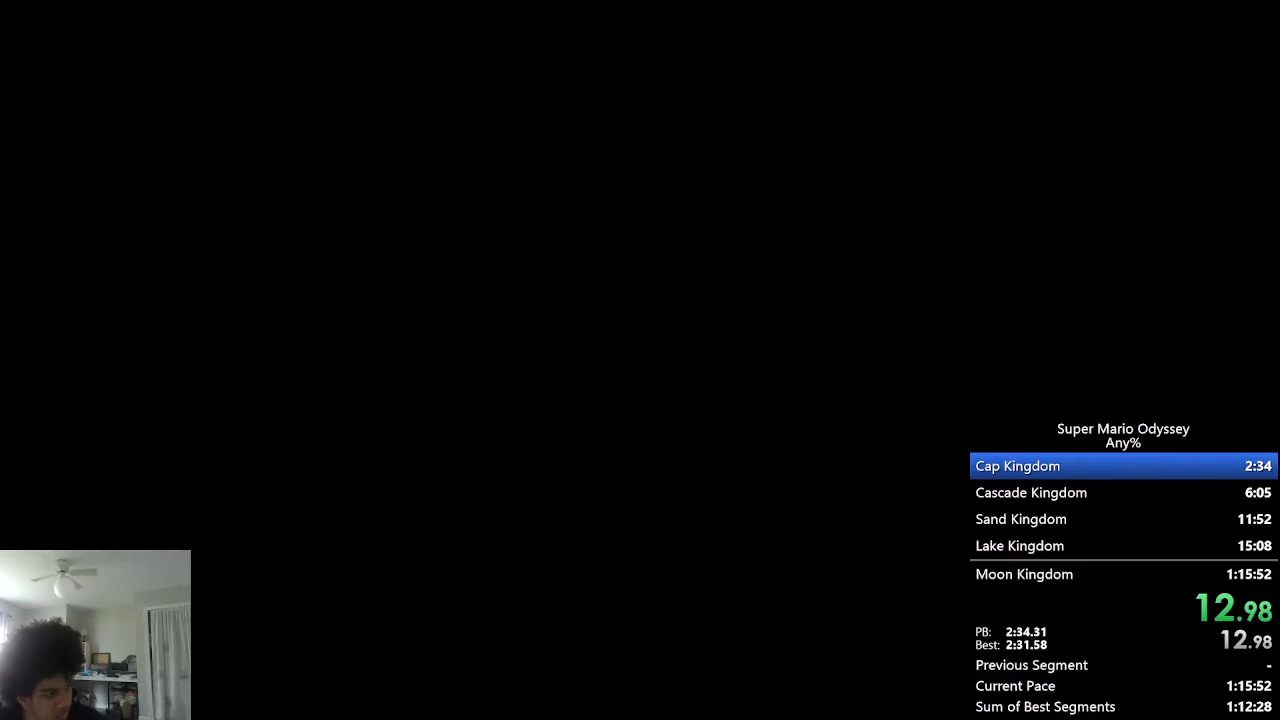 Super Mario Odyssey
Any%
Cap Kingdom 2:34
Cascade Kingdom 6:05
Sand Kingdom 11:52
Lake Kingdom 15:08
Moon Kingdom 1:15:52
12.98
PB: 2:34.31 12.98
Best: 2:31.58
Previous Segment -
Current Pace 1:15:52
Sum of Best Segments 1:12:28